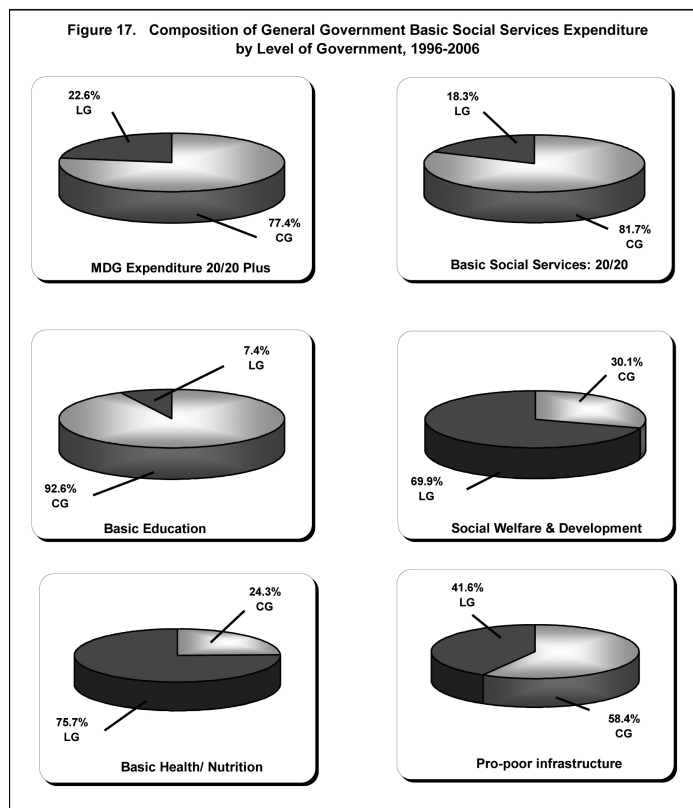 Figure 17. Composition of General Government Basic Social Services Expenditure
by Level of Government, 1996-2006
22.6%
LG
77.4%
CG
MDG Expenditure 20/20 Plus
18.3%
LG
81.7%
CG
Basic Social Services: 20/20
7.4%
LG
92.6%
CG
Basic Education
30.1%
CG
69.9%
LG
Social Welfare & Development
24.3%
CG
75.7%
LG
Basic Health/ Nutrition
41.6%
LG
58.4%
CG
Pro-poor infrastructure